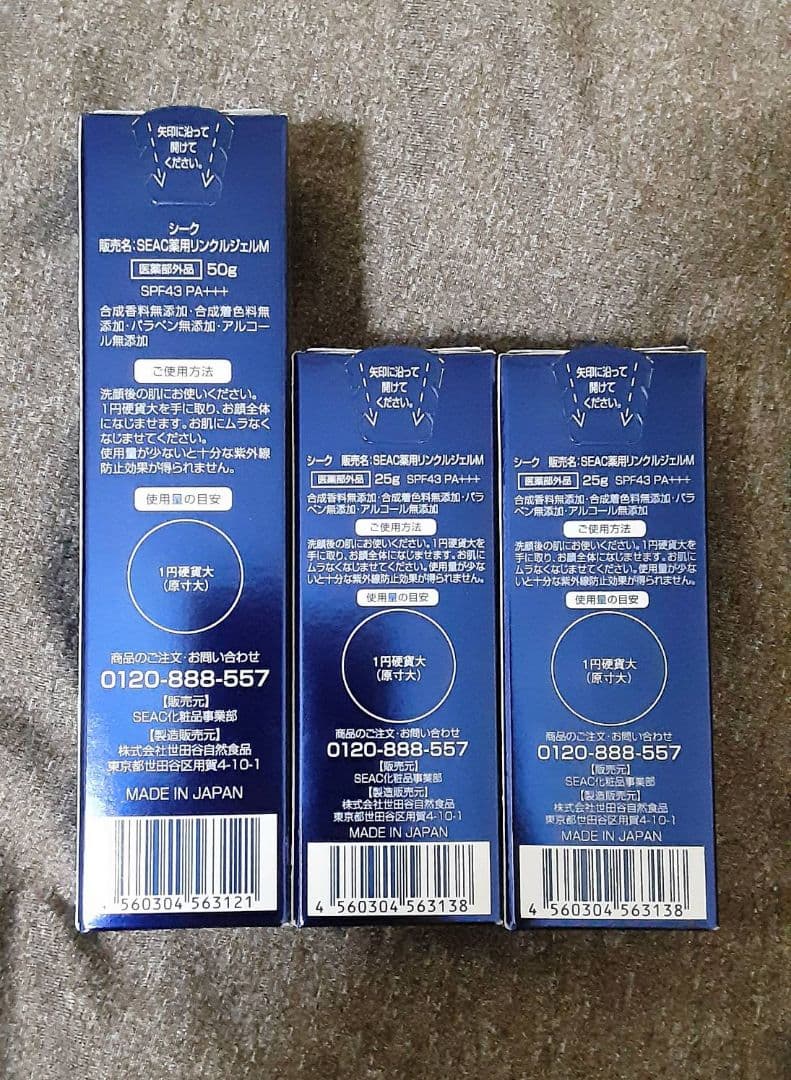 矢印に沿って
開けて
ください。
シーク
販売名:SEAC薬用リンクルジェルM
医薬部外品 50g
SPF43 PA+++
合成香料無添加・合成着色料無
添加・パラベン無添加・アルコー
ル無添加
ご使用方法
洗顔後の肌にお使いください。
1円硬貨大を手に取り、お顔全体
になじませます。お肌にムラなく
なじませてください。
使用量が少ないと十分な紫外線
防止効果が得られません。
使用量の目安
1円硬貨大
(原寸大)
商品のご注文・お問い合わせ
0120-888-557
【販売元】
SEAC化粧品事業部
【製造販売元】
株式会社世田谷自然食品
東京都世田谷区用賀4-10-1
MADE IN JAPAN
4 560304 563121
矢印に沿って
開けて
ください。
シーク 販売名:SEAC薬用リンクルジェルM
医薬部外品 25g SPF43 PA+++
合成香料無添加・合成着色料無添加・パラ
ベン無添加・アルコール無添加
ご使用方法
洗顔後の肌にお使いください。1円硬貨大を
手に取り、お顔全体になじませます。お肌に
ムラなくなじませてください。使用量が少な
いと十分な紫外線防止効果が得られません。
使用量の目安
1円硬貨大
(原寸大)
商品のご注文・お問い合わせ
0120-888-557
【販売元】
SEAC化粧品事業部
【製造販売元】
株式会社世田谷自然食品
東京都世田谷区用賀4-10-1
MADE IN JAPAN
4 560304 563138
矢印に沿って
開けて
ください。
シーク 販売名:SEAC薬用リンクルジェルM
医薬部外品 25g SPF43 PA+++
合成香料無添加・合成着色料無添加・パラ
ベン無添加・アルコール無添加
ご使用方法
洗顔後の肌にお使いください。1円硬貨大を
手に取り、お顔全体になじませます。お肌に
ムラなくなじませてください。使用量が少な
いと十分な紫外線防止効果が得られません。
使用量の目安
1円硬貨大
(原寸大)
商品のご注文・お問い合わせ
0120-888-557
【販売元】
SEAC化粧品事業部
【製造販売元】
株式会社世田谷自然食品
東京都世田谷区用賀4-10-1
MADE IN JAPAN
4 560304 563138